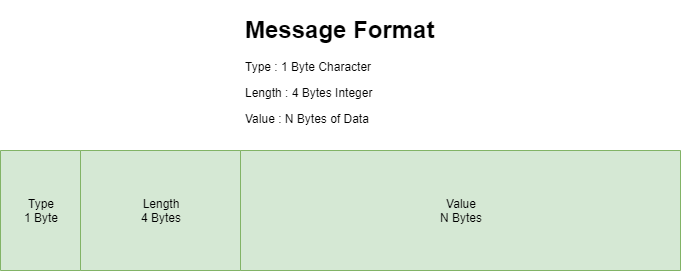 Message Format
Type : 1 Byte Character
Length : 4 Bytes Integer
Value : N Bytes of Data
Type
1 Byte
Length
4 Bytes
Value
N Bytes